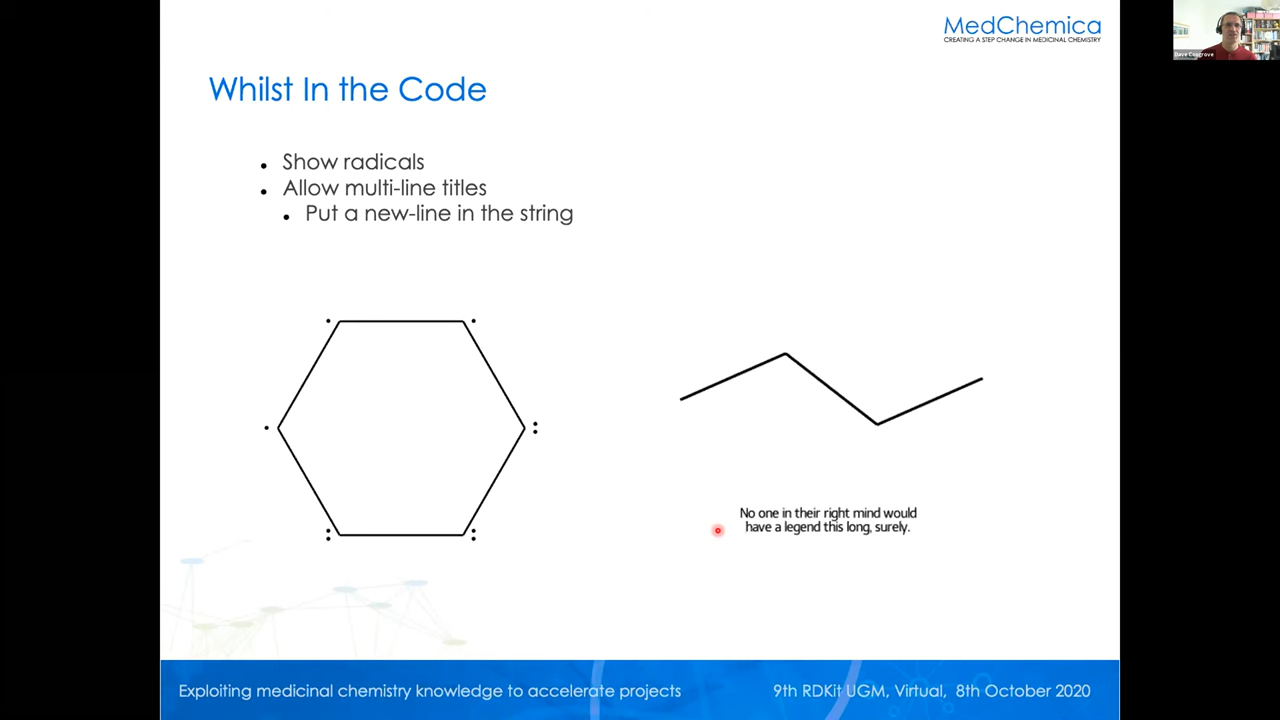 MedChemica
CREATING A STEP CHANGE IN MEDICINAL CHEMISTRY
Dave Cosgrove
Whilst In the Code
Show radicals
Allow multi-line titles
Put a new-line in the string
No one in their right mind would
have a legend this long, surely.
Exploiting medicinal chemistry knowledge to accelerate projects
9th RDKit UGM, Virtual, 8th October 2020